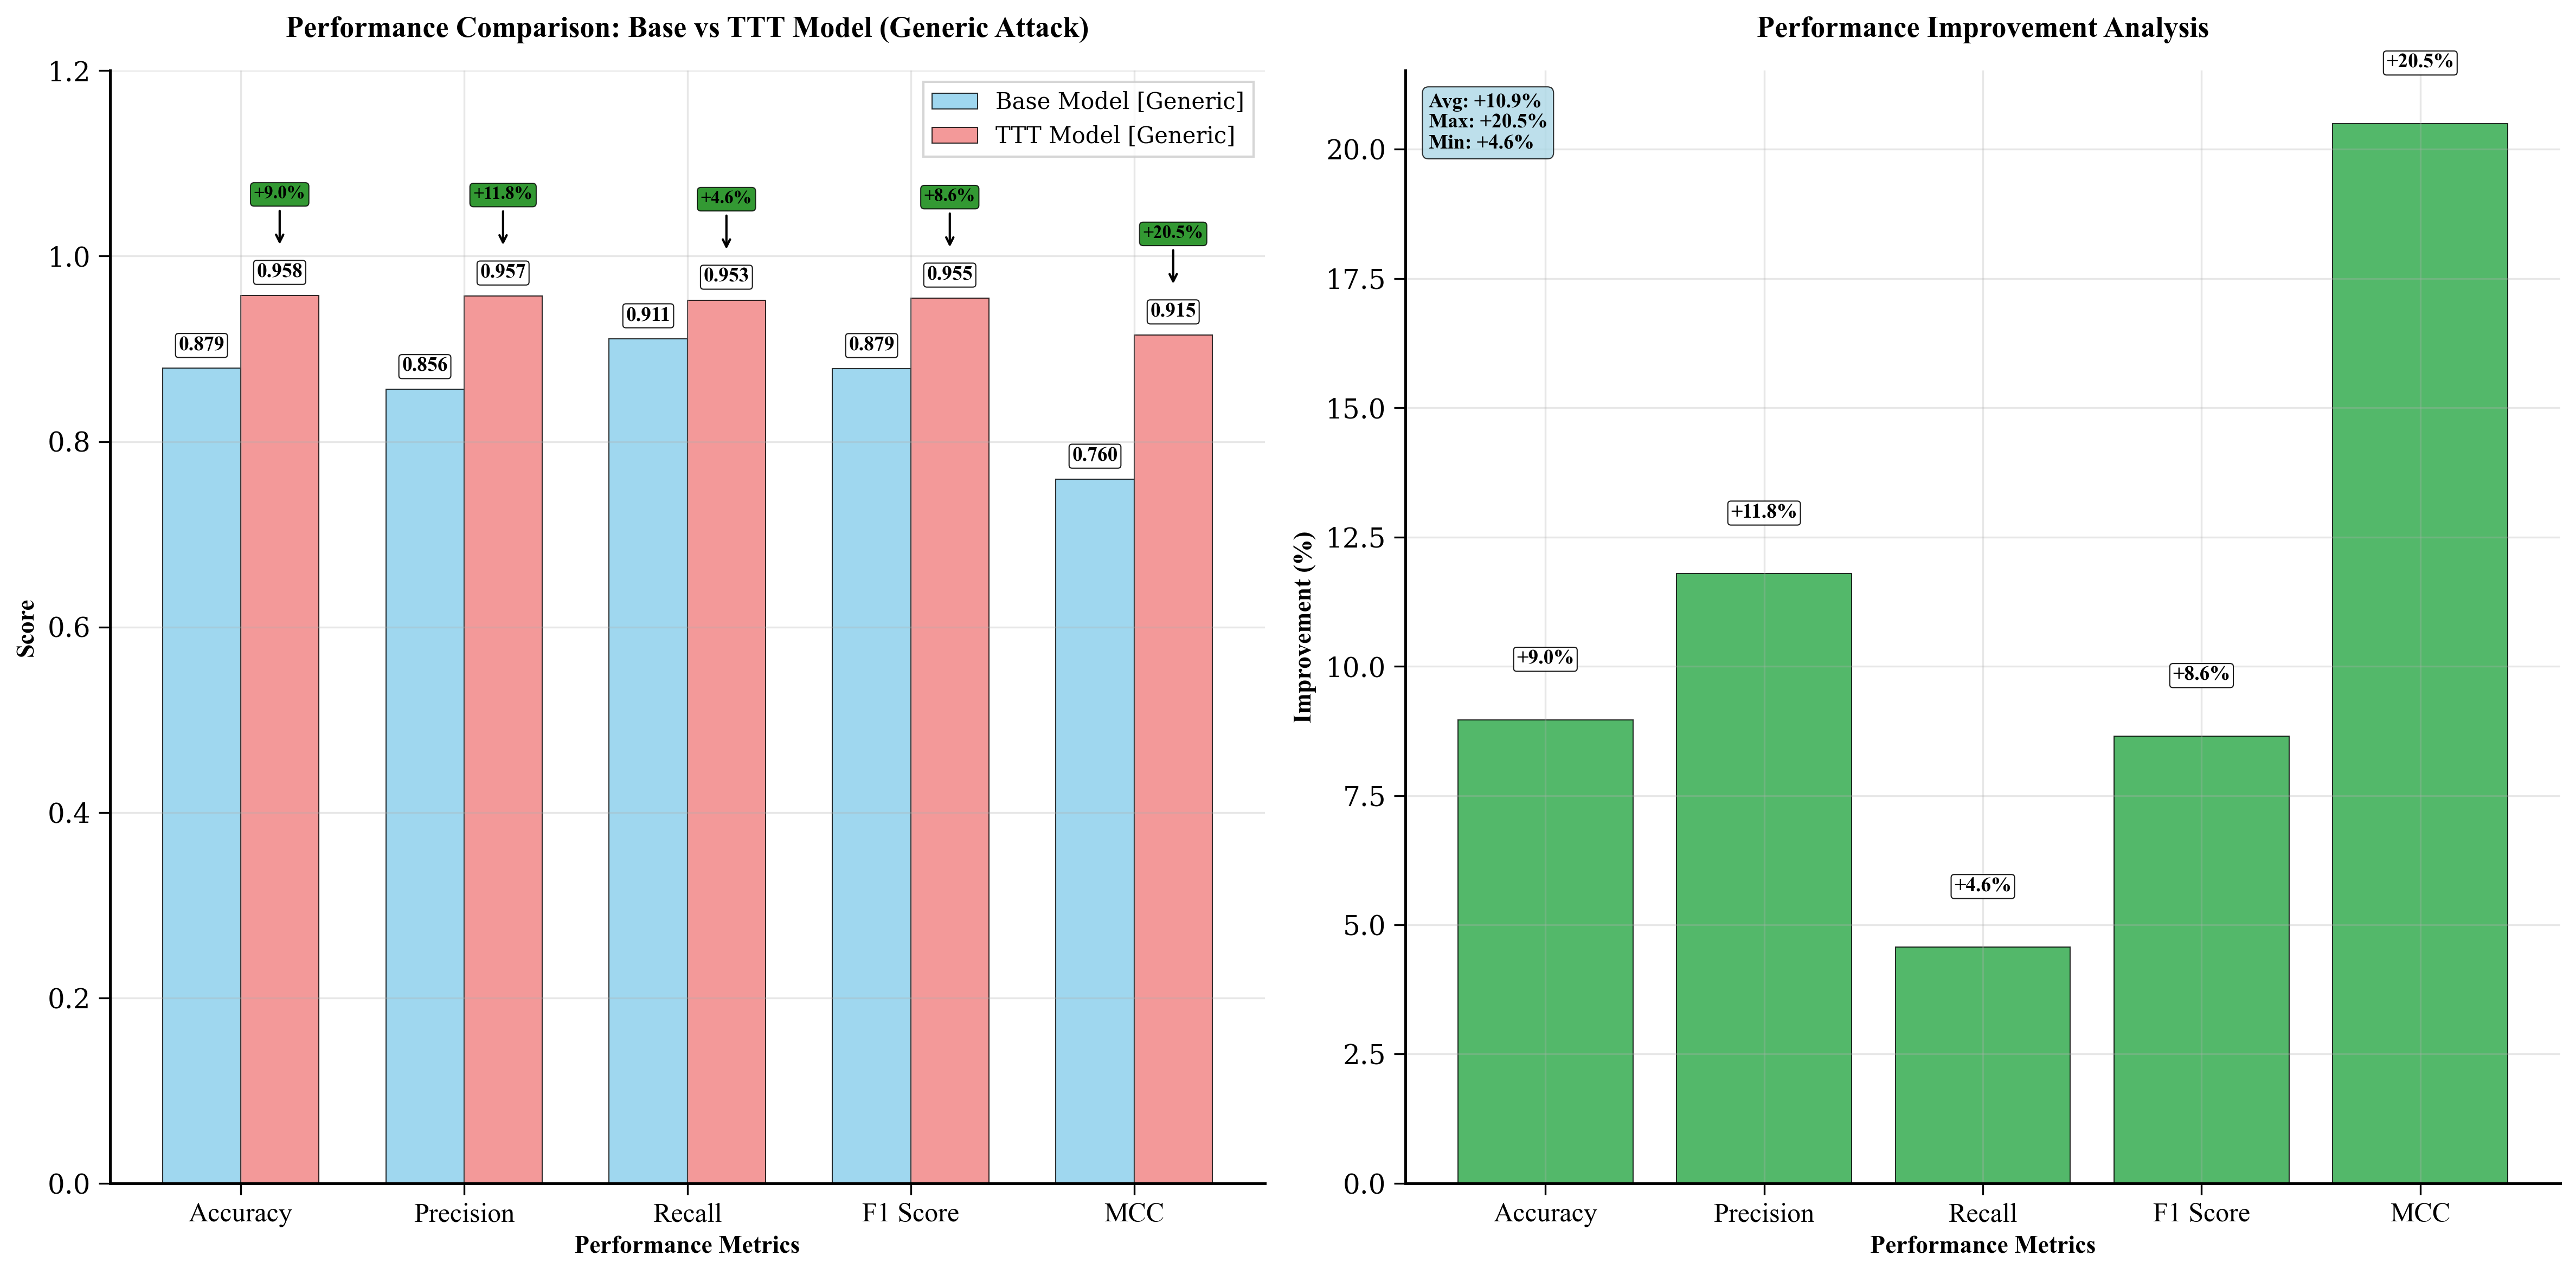 Performance Comparison: Base vs TTT Model (Generic Attack)
Base Model [Generic]
TTT Model [Generic]
+9.0%
+11.8%
+4.6%
+8.6%
+20.5%
0.958
0.957
0.953
0.955
0.915
0.879
0.856
0.911
0.879
0.760
1.2
1.0
0.8
0.6
0.4
0.2
0.0
Score
Accuracy
Precision
Recall
F1 Score
MCC
Performance Metrics
Performance Improvement Analysis
Avg: +10.9%
Max: +20.5%
Min: +4.6%
+9.0%
+11.8%
+4.6%
+8.6%
+20.5%
20.0
17.5
15.0
12.5
10.0
7.5
5.0
2.5
0.0
Improvement (%)
Accuracy
Precision
Recall
F1 Score
MCC
Performance Metrics